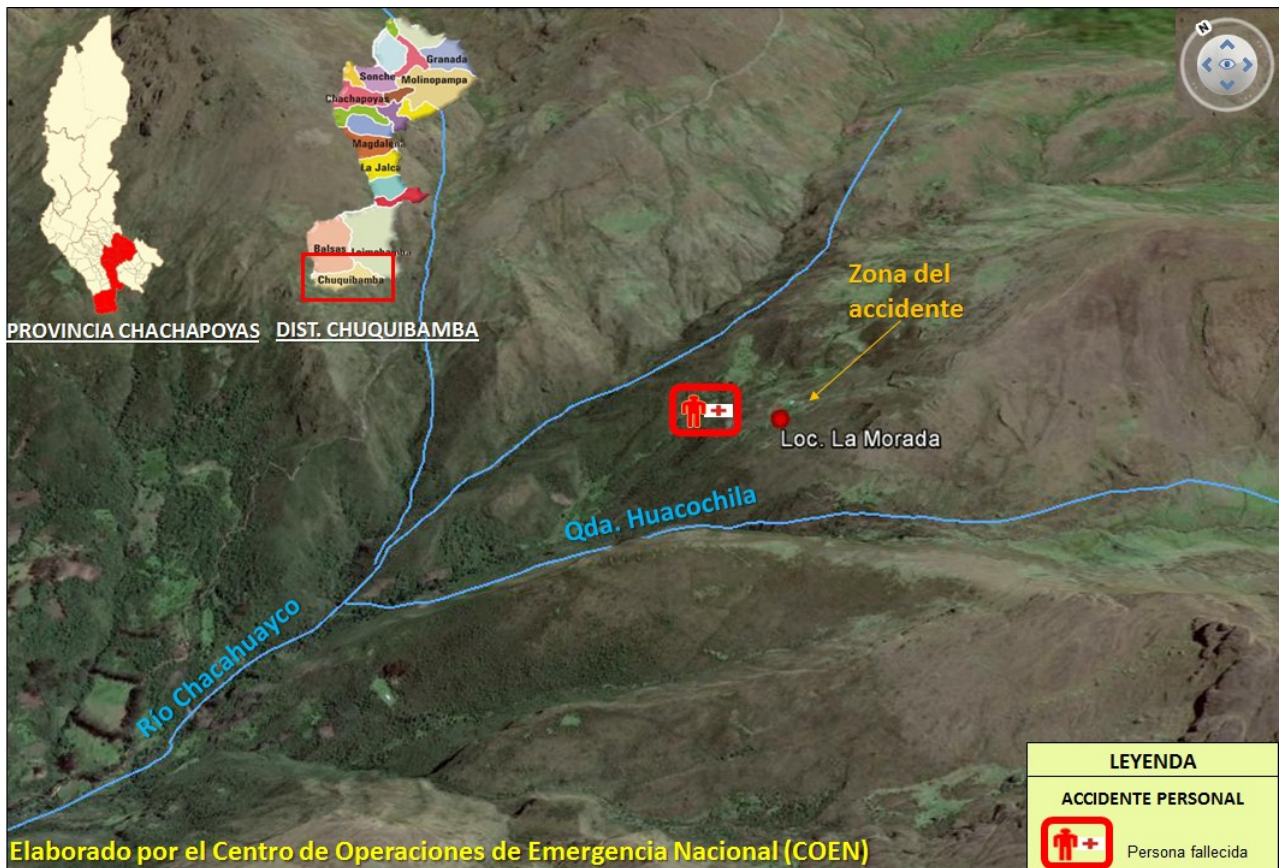 Granada
Sonche
Molinopampa
Chachapoyas
Magdalena
La Jalca
Balsas
Leimebamba
Chuquibamba
PROVINCIA CHACHAPOYAS
DIST. CHUQUIBAMBA
N
Zona del
accidente
Loc. La Morada
Qda. Huacochila
Río Chacahuayco
LEYENDA
ACCIDENTE PERSONAL
Persona fallecida
Elaborado por el Centro de Operaciones de Emergencia Nacional (COEN)